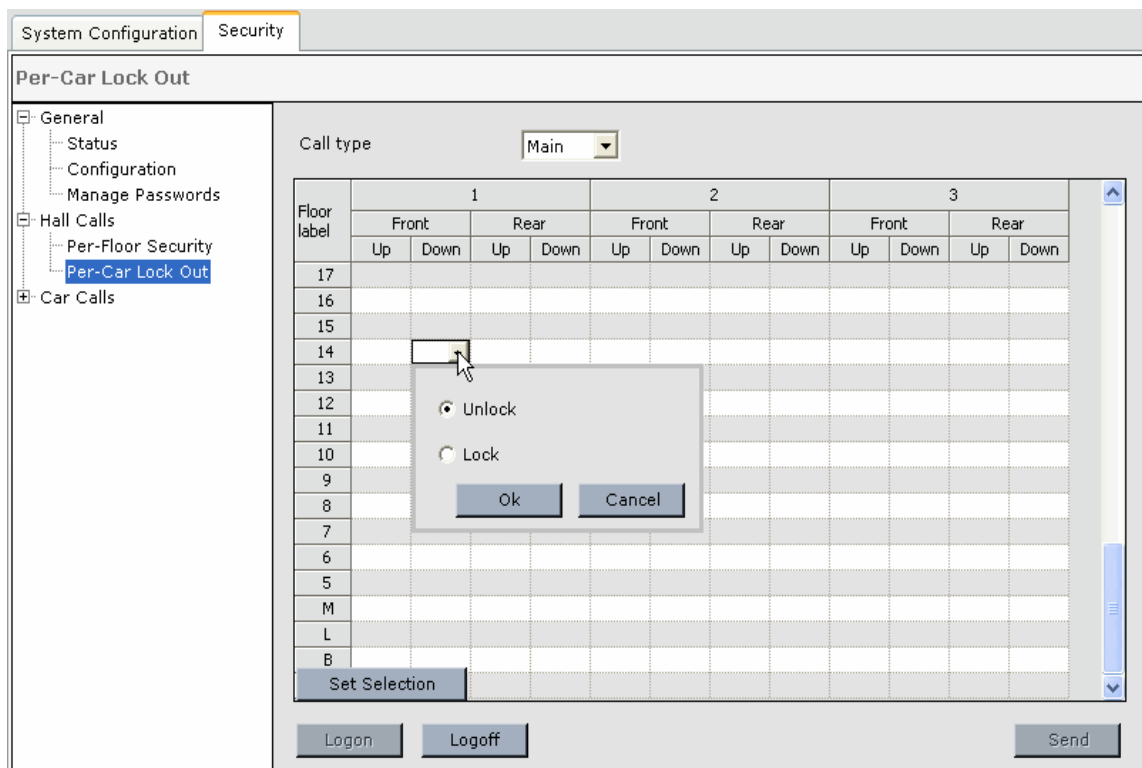 System Configuration Security
Per-Car Lock Out
General
Status
Configuration
Manage Passwords
Hall Calls
Per-Floor Security
Per-Car Lock Out
Car Calls
Call type Main
Floor label 1 2 3
Front Rear Front Rear Front Rear
Up Down Up Down Up Down Up Down Up Down Up Down
17
16
15
14
13
12
11
10
9
8
7
6
5
M
L
B
Unlock
Lock
Ok Cancel
Set Selection
Logon Logoff Send